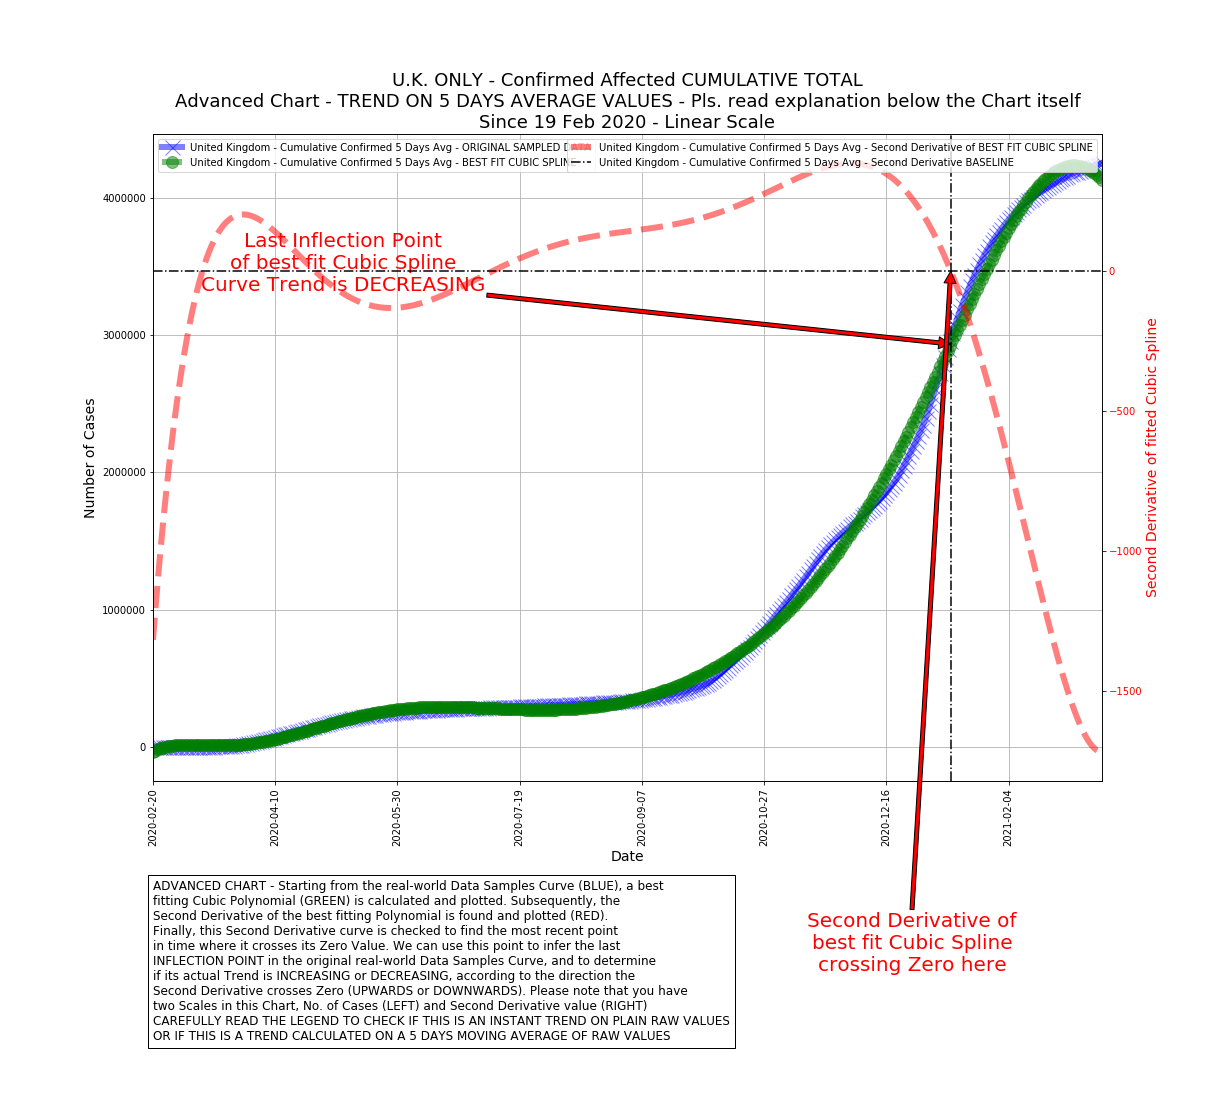 U.K. ONLY - Confirmed Affected CUMULATIVE TOTAL
Advanced Chart - TREND ON 5 DAYS AVERAGE VALUES - Pls. read explanation below the Chart itself
Since 19 Feb 2020 - Linear Scale
United Kingdom - Cumulative Confirmed 5 Days Avg - ORIGINAL SAMPLED DATA
United Kingdom - Cumulative Confirmed 5 Days Avg - BEST FIT CUBIC SPLINE
United Kingdom - Cumulative Confirmed 5 Days Avg - Second Derivative of BEST FIT CUBIC SPLINE
United Kingdom - Cumulative Confirmed 5 Days Avg - Second Derivative BASELINE
Last Inflection Point
of best fit Cubic Spline
Curve Trend is DECREASING
Number of Cases
4000000
3000000
2000000
1000000
0
0
−500
−1000
−1500
Second Derivative of fitted Cubic Spline
2020-02-20
2020-04-10
2020-05-30
2020-07-19
2020-09-07
2020-10-27
2020-12-16
2021-02-04
Date
Second Derivative of
best fit Cubic Spline
crossing Zero here
ADVANCED CHART - Starting from the real-world Data Samples Curve (BLUE), a best
fitting Cubic Polynomial (GREEN) is calculated and plotted. Subsequently, the
Second Derivative of the best fitting Polynomial is found and plotted (RED).
Finally, this Second Derivative curve is checked to find the most recent point
in time where it crosses its Zero Value. We can use this point to infer the last
INFLECTION POINT in the original real-world Data Samples Curve, and to determine
if its actual Trend is INCREASING or DECREASING, according to the direction the
Second Derivative crosses Zero (UPWARDS or DOWNWARDS). Please note that you have
two Scales in this Chart, No. of Cases (LEFT) and Second Derivative value (RIGHT)
CAREFULLY READ THE LEGEND TO CHECK IF THIS IS AN INSTANT TREND ON PLAIN RAW VALUES
OR IF THIS IS A TREND CALCULATED ON A 5 DAYS MOVING AVERAGE OF RAW VALUES